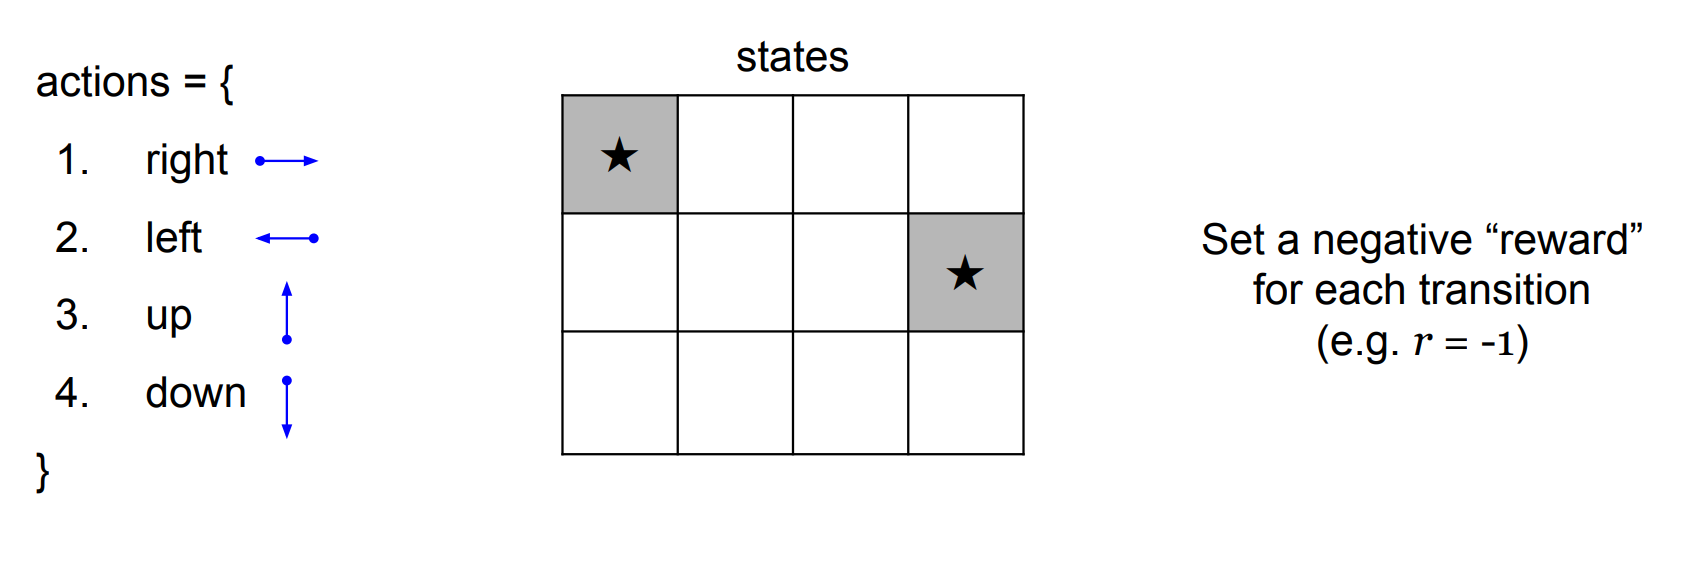 actions = {
1. right
2. left
3. up
4. down
}
states
★
★
Set a negative “reward”
for each transition
(e.g. r = -1)